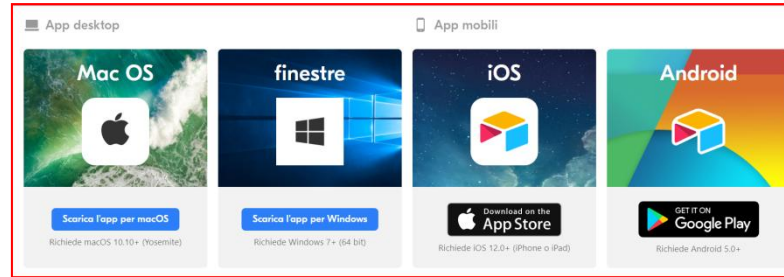 App desktop
App mobili
Mac OS
finestre
iOS
Android
Scarica l'app per macOS
Scarica l'app per Windows
Download on the
App Store
GET IT ON
Google Play
Richiede macOS 10.10+ (Yosemite)
Richiede Windows 7+ (64 bit)
Richiede iOS 12.0+ (iPhone o iPad)
Richiede Android 5.0+